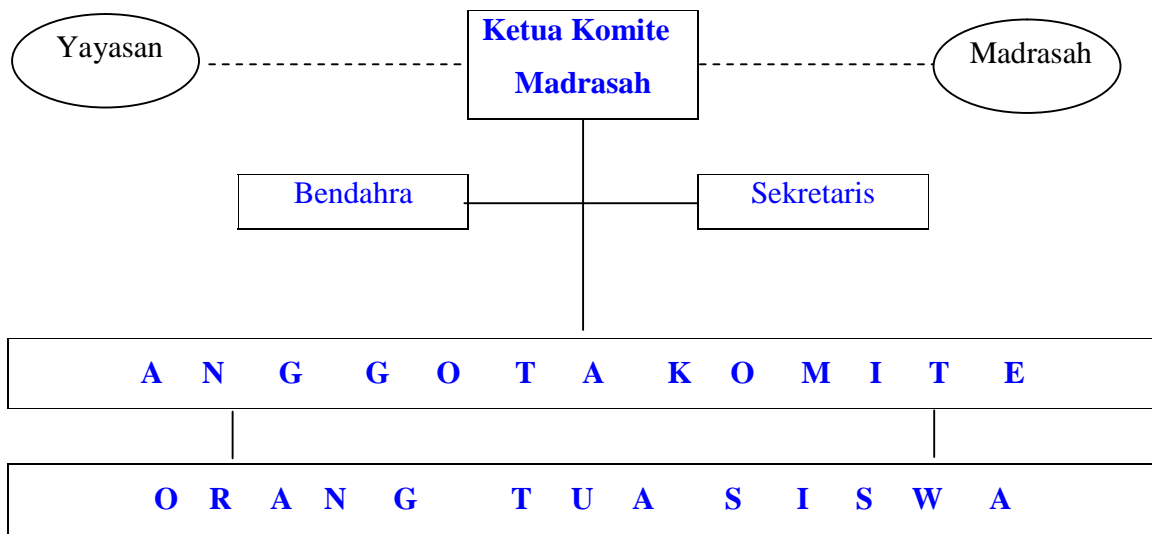 Yayasan
Ketua Komite
Madrasah
Madrasah
Bendahra
Sekretaris
A N G G O T A K O M I T E
O R A N G T U A S I S W A